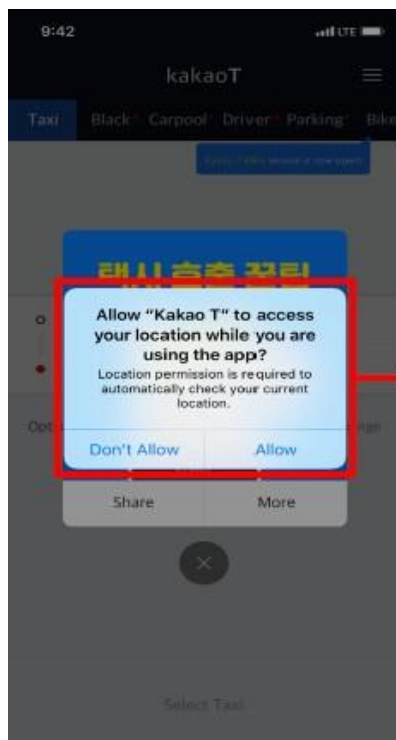 9:42
LTE
kakaoT
Taxi Black Carpool Driver Parking Bike
택시 호출 꿀팁
Allow “Kakao T” to access
your location while you are
using the app?
Location permission is required to
automatically check your current
location.
Don't Allow Allow
Share More
Select Taxi